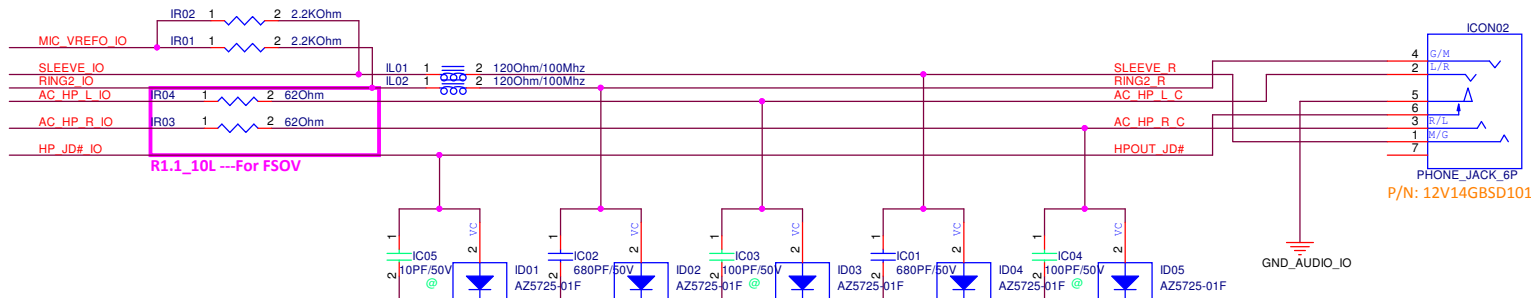 IR02 1 2 2.2KOhm
ICON02
MIC_VREFO_IO IR01 1 2 2.2KOhm
4 G/M
SLEEVE_IO IL01 1 2 120Ohm/100Mhz SLEEVE_R 2 L/R
RING2_IO IL02 1 2 120Ohm/100Mhz RING2_R
AC_HP_L_IO IR04 1 2 62Ohm AC_HP_L_C 5
6
AC_HP_R_IO IR03 1 2 62Ohm AC_HP_R_C 3 R/L
1 M/G
HP_JD#_IO HPOUT_JD# 7
R1.1_10L ---For FSOV
PHONE_JACK_6P
P/N: 12V14GBSD101
1 VC 2 1 VC 2 1 VC 2 1 VC 2 1 VC 2
IC05 IC02 IC03 IC01 IC04
GND_AUDIO_IO
2 10PF/50V ID01 2 680PF/50V ID02 2 100PF/50V ID03 2 680PF/50V ID04 2 100PF/50V ID05
@ AZ5725-01F AZ5725-01F @ AZ5725-01F AZ5725-01F @ AZ5725-01F